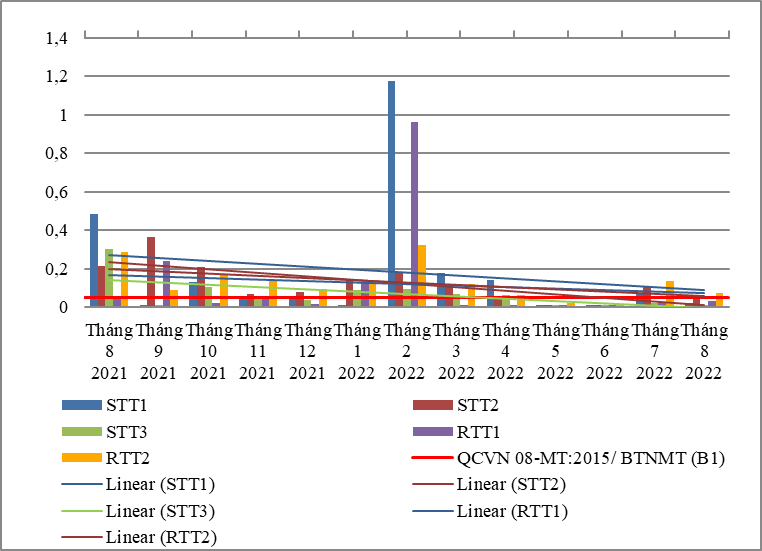 1,4
1,2
1
0,8
0,6
0,4
0,2
0
Tháng Tháng Tháng Tháng Tháng Tháng Tháng Tháng Tháng Tháng Tháng Tháng Tháng
8 9 10 11 12 1 2 3 4 5 6 7 8
2021 2021 2021 2021 2021 2022 2022 2022 2022 2022 2022 2022 2022
STT1 STT2
STT3 RTT1
RTT2 QCVN 08-MT:2015/ BTNMT (B1)
Linear (STT1) Linear (STT2)
Linear (STT3) Linear (RTT1)
Linear (RTT2)